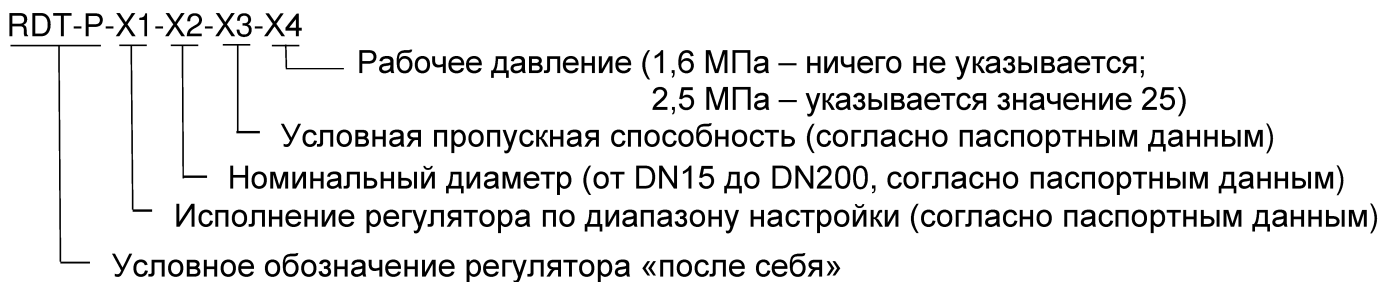 RDT-P-X1-X2-X3-X4
Рабочее давление (1,6 МПа – ничего не указывается;
2,5 МПа – указывается значение 25)
Условная пропускная способность (согласно паспортным данным)
Номинальный диаметр (от DN15 до DN200, согласно паспортным данным)
Исполнение регулятора по диапазону настройки (согласно паспортным данным)
Условное обозначение регулятора «после себя»